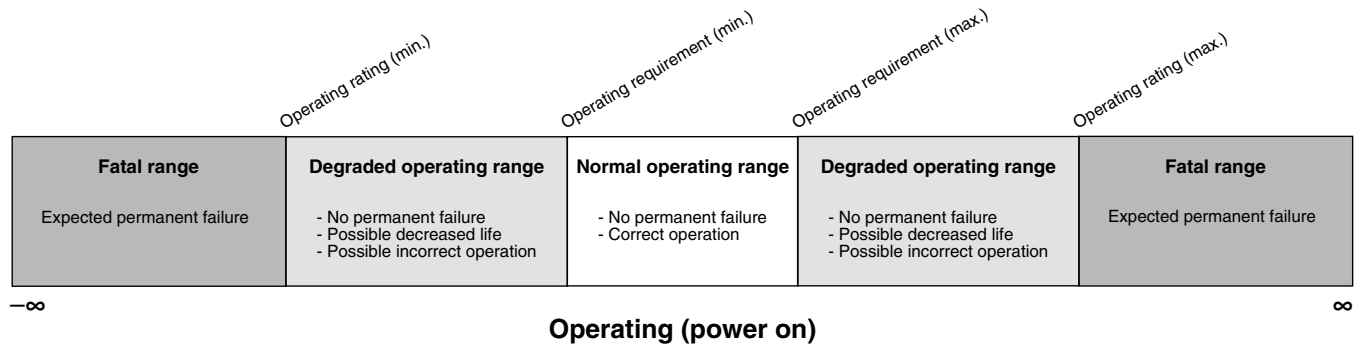 Operating rating (min.)
Operating requirement (min.)
Operating requirement (max.)
Operating rating (max.)
Fatal range
Expected permanent failure
Degraded operating range
- No permanent failure
- Possible decreased life
- Possible incorrect operation
Normal operating range
- No permanent failure
- Correct operation
Degraded operating range
- No permanent failure
- Possible decreased life
- Possible incorrect operation
Fatal range
Expected permanent failure
–∞
∞
Operating (power on)